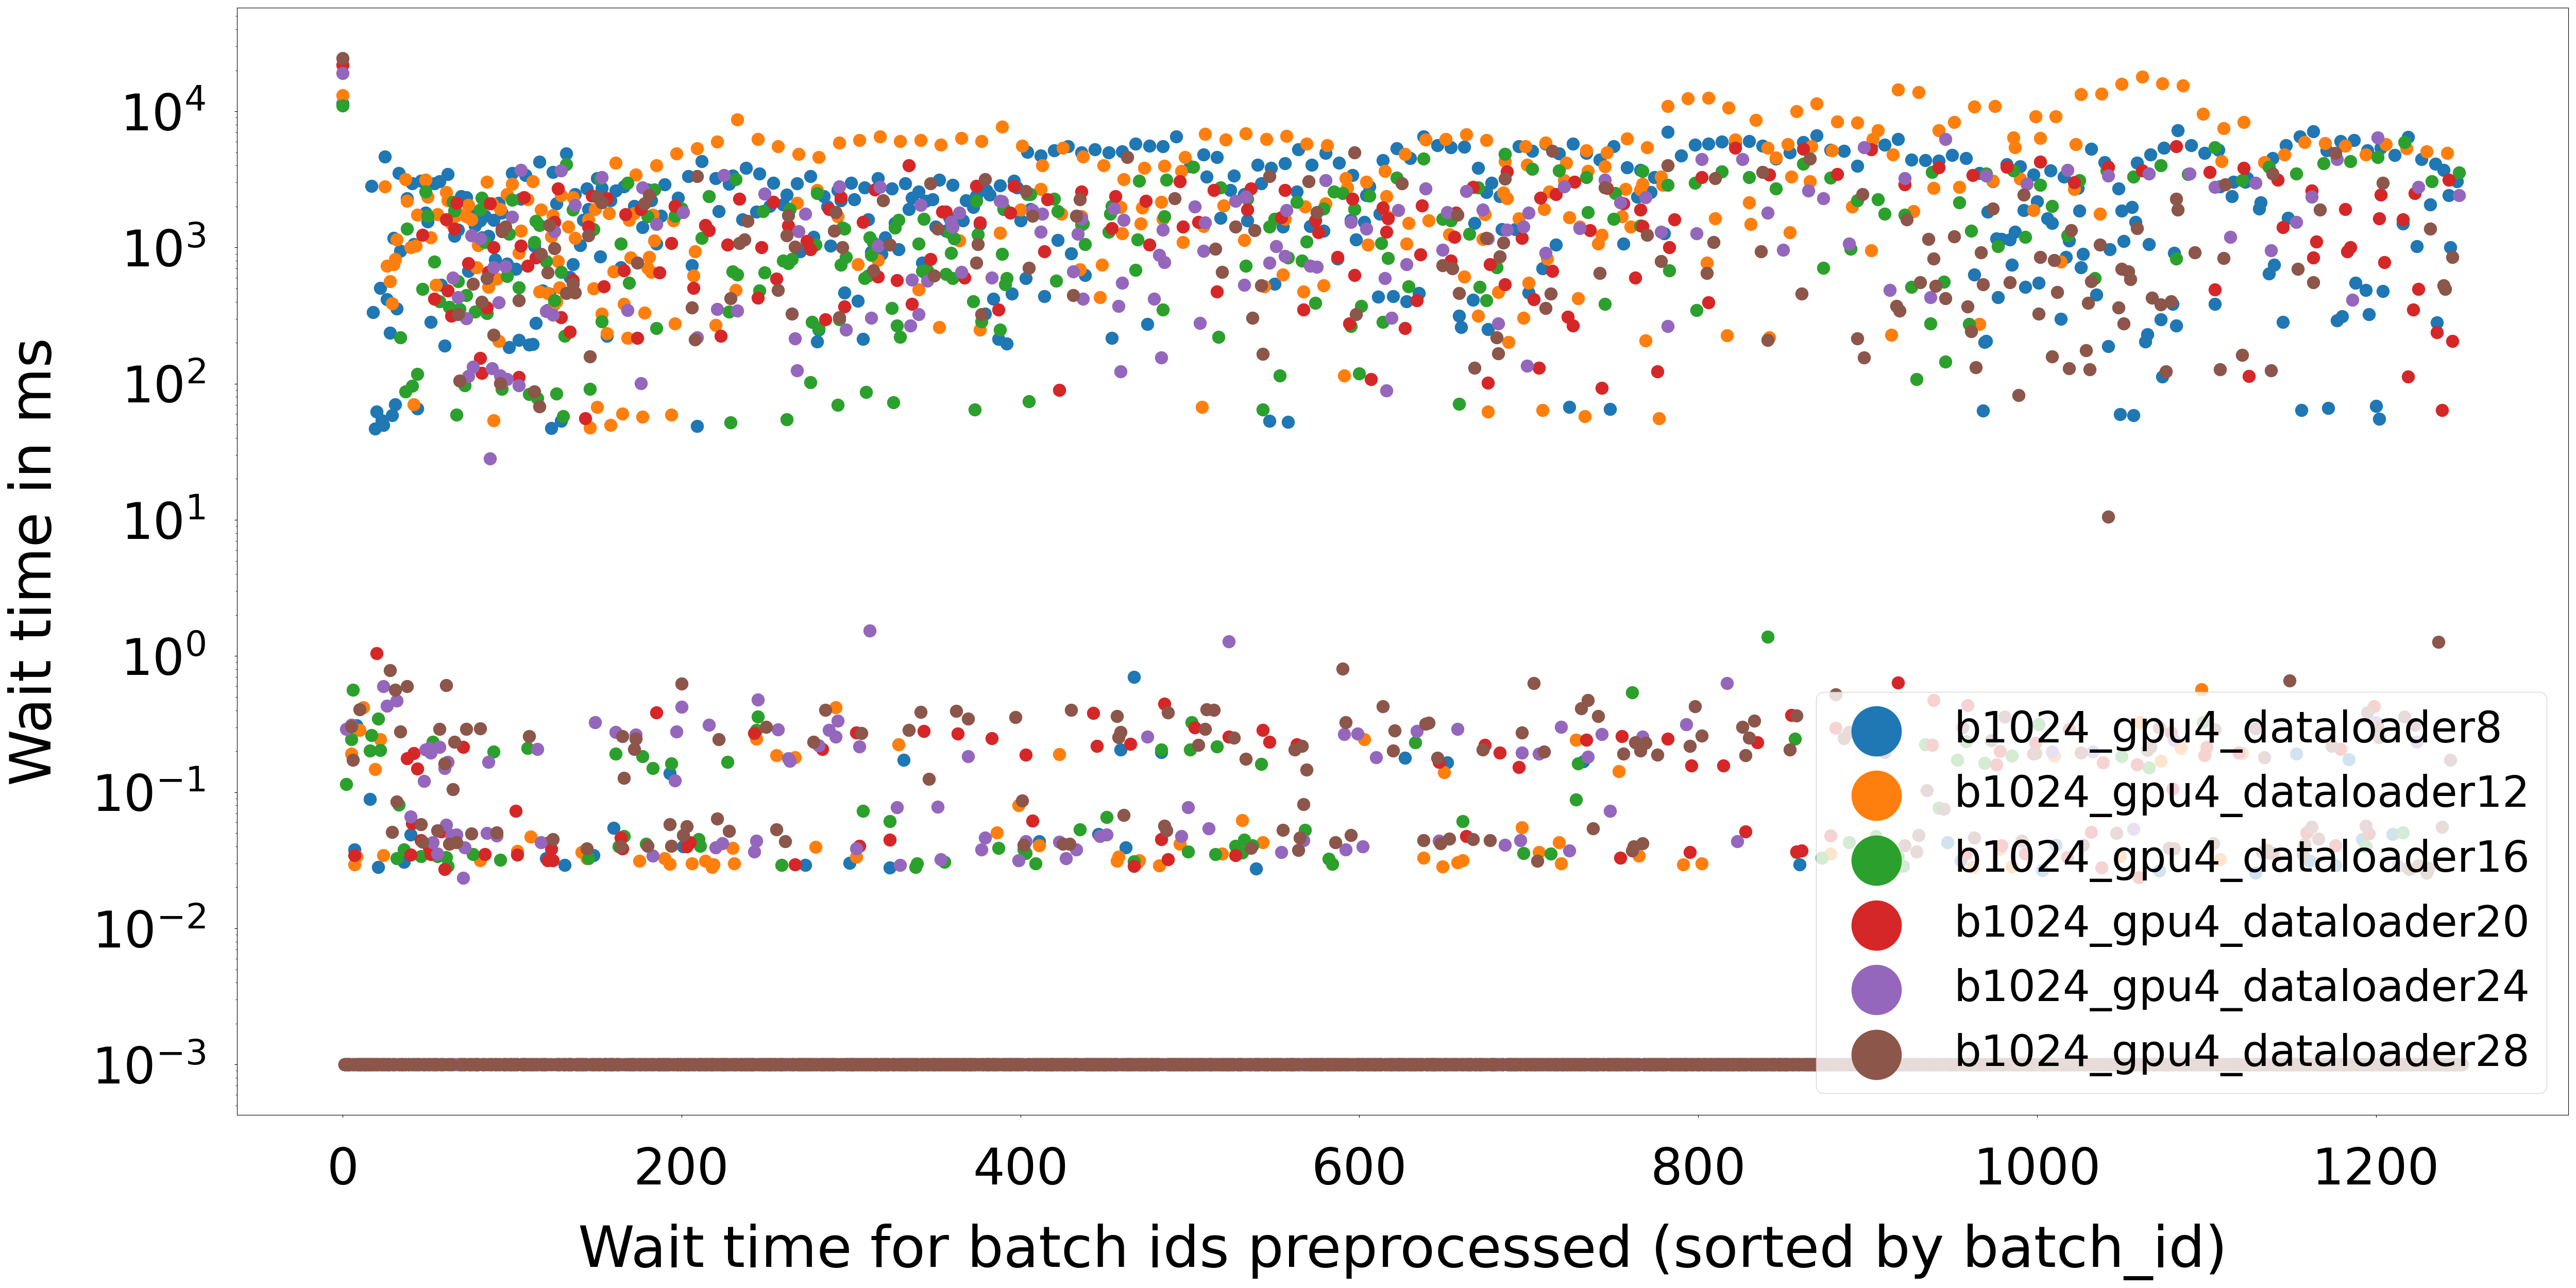 Wait time in ms
10^4
10^3
10^2
10^1
10^0
10^-1
10^-2
10^-3
0 200 400 600 800 1000 1200
Wait time for batch ids preprocessed (sorted by batch_id)
b1024_gpu4_dataloader8
b1024_gpu4_dataloader12
b1024_gpu4_dataloader16
b1024_gpu4_dataloader20
b1024_gpu4_dataloader24
b1024_gpu4_dataloader28